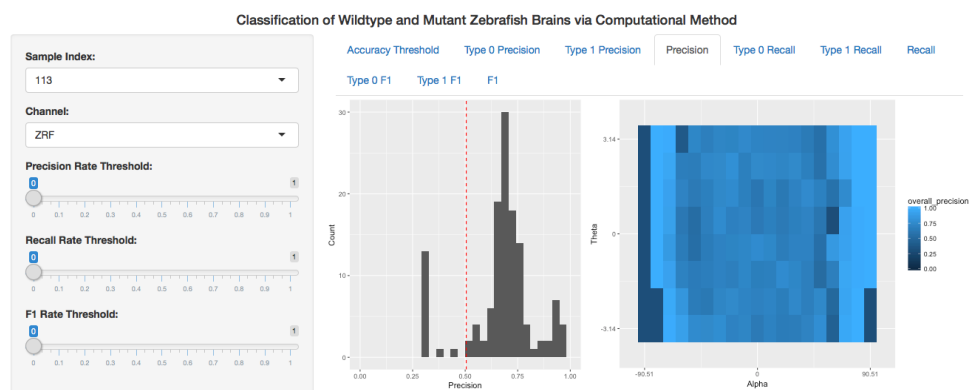 Classification of Wildtype and Mutant Zebrafish Brains via Computational Method
Sample Index:
113
Channel:
ZRF
Precision Rate Threshold:
0 1
0 0.1 0.2 0.3 0.4 0.5 0.6 0.7 0.8 0.9 1
Recall Rate Threshold:
0 1
0 0.1 0.2 0.3 0.4 0.5 0.6 0.7 0.8 0.9 1
F1 Rate Threshold:
0 1
0 0.1 0.2 0.3 0.4 0.5 0.6 0.7 0.8 0.9 1
Accuracy Threshold Type 0 Precision Type 1 Precision Precision Type 0 Recall Type 1 Recall Recall
Type 0 F1 Type 1 F1 F1
30
20
10
0
Count
0.00 0.25 0.50 0.75 1.00
Precision
3.14
0
-3.14
Theta
-90.51 0 90.51
Alpha
overall_precision
1.00
0.75
0.50
0.25
0.00